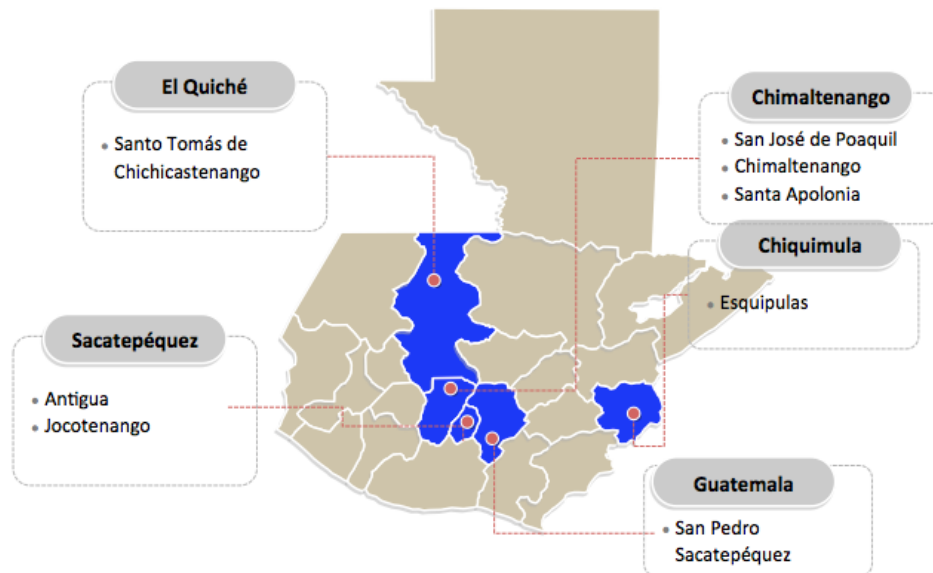 El Quiché
Santo Tomás de
Chichicastenango
Chimaltenango
San José de Poaquil
Chimaltenango
Santa Apolonia
Chiquimula
Esquipulas
Sacatepéquez
Antigua
Jocotenango
Guatemala
San Pedro
Sacatepéquez